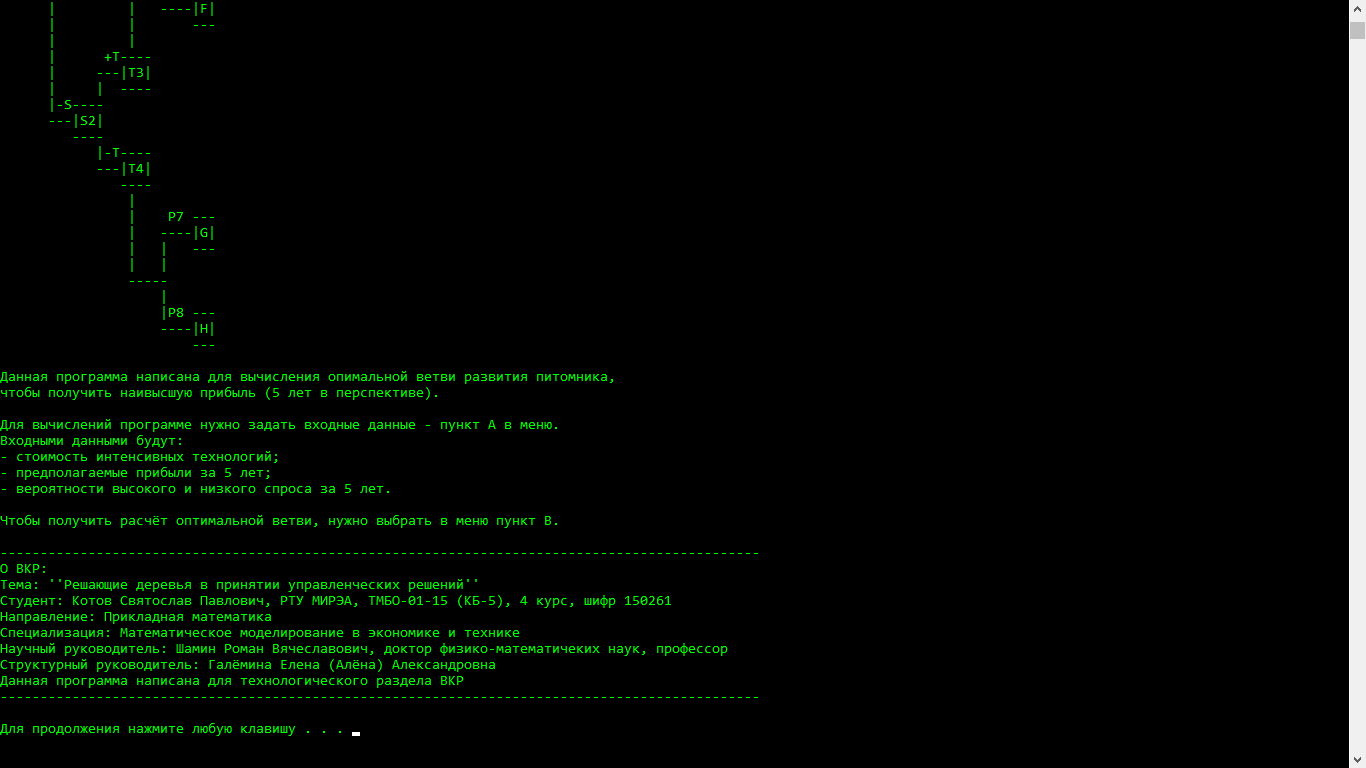 | | ----|F|
| | ---
| |
| +T----
| ---|T3|
| | ----
|-S----
---|S2|
----
|-T----
---|T4|
----
|
| P7 ---
| ----|G|
| | ---
| |
-----
|
|P8 ---
----|H|
---
Данная программа написана для вычисления опимальной ветви развития питомника,
чтобы получить наивысшую прибыль (5 лет в перспективе).
Для вычислений программе нужно задать входные данные - пункт A в меню.
Входными данными будут:
- стоимость интенсивных технологий;
- предполагаемые прибыли за 5 лет;
- вероятности высокого и низкого спроса за 5 лет.
Чтобы получить расчёт оптимальной ветви, нужно выбрать в меню пункт B.
-----------------------------------------------------------------------------------------------
О ВКР:
Тема: ''Решающие деревья в принятии управленческих решений''
Студент: Котов Святослав Павлович, РТУ МИРЭА, ТМБО-01-15 (КБ-5), 4 курс, шифр 150261
Направление: Прикладная математика
Специализация: Математическое моделирование в экономике и технике
Научный руководитель: Шамин Роман Вячеславович, доктор физико-математичеких наук, профессор
Структурный руководитель: Галёмина Елена (Алёна) Александровна
Данная программа написана для технологического раздела ВКР
-----------------------------------------------------------------------------------------------
Для продолжения нажмите любую клавишу . . .